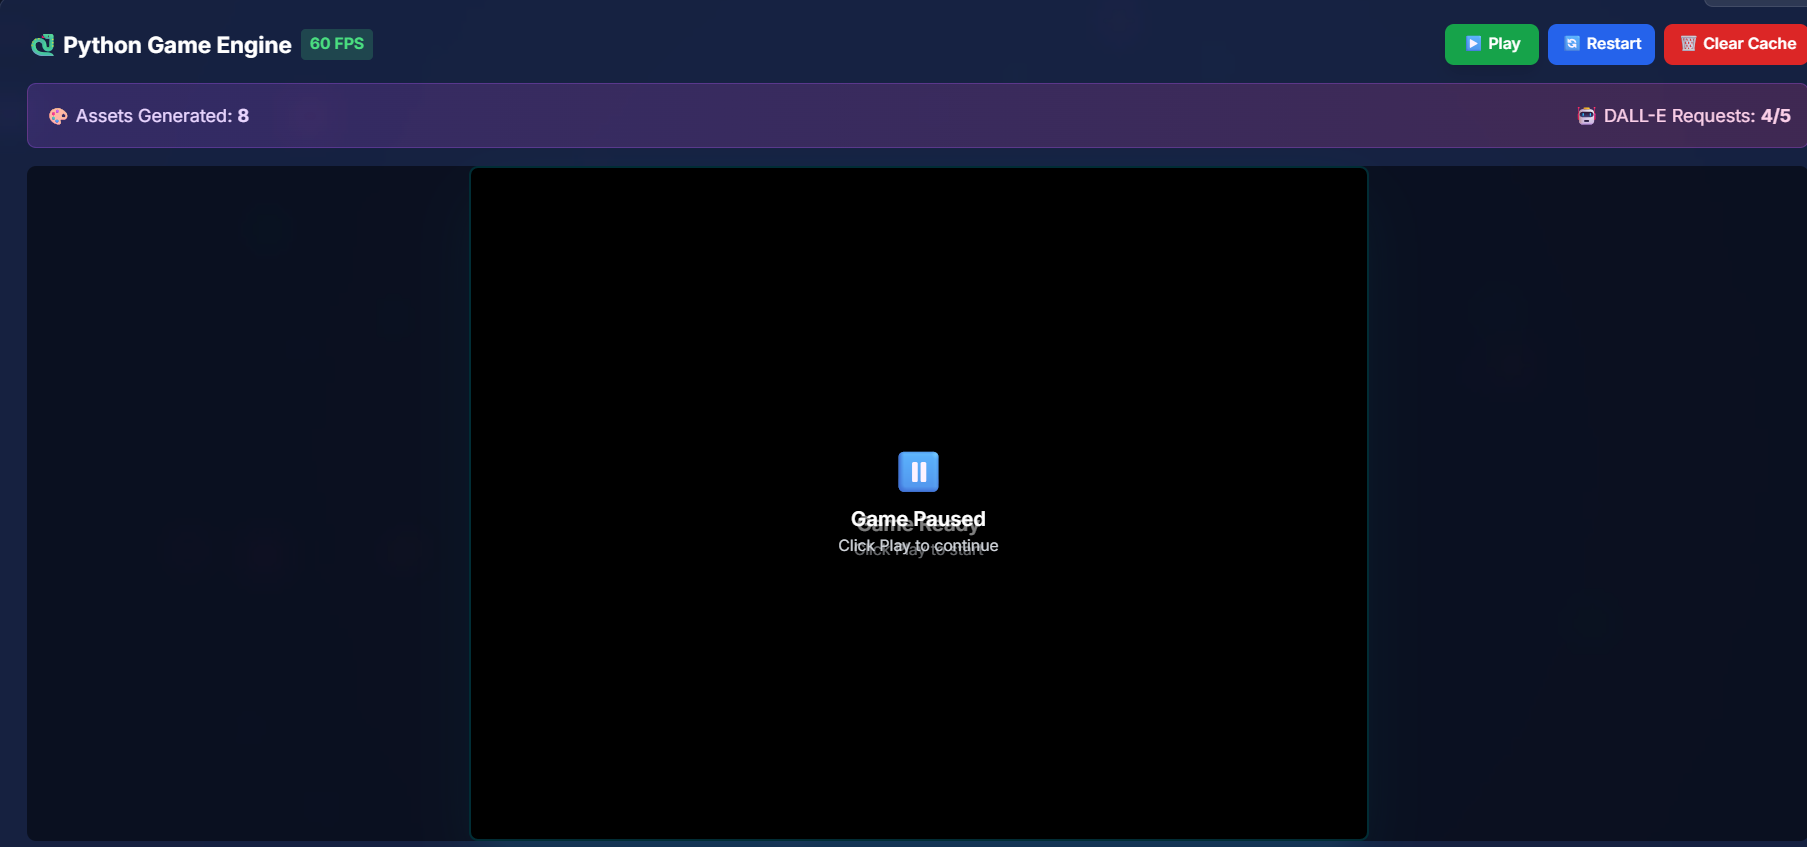 Python Game Engine 60 FPS
Play
Restart
Clear Cache
Assets Generated: 8
DALL-E Requests: 4/5
Game Paused
Game Ready
Click Play to continue
Click Play to start